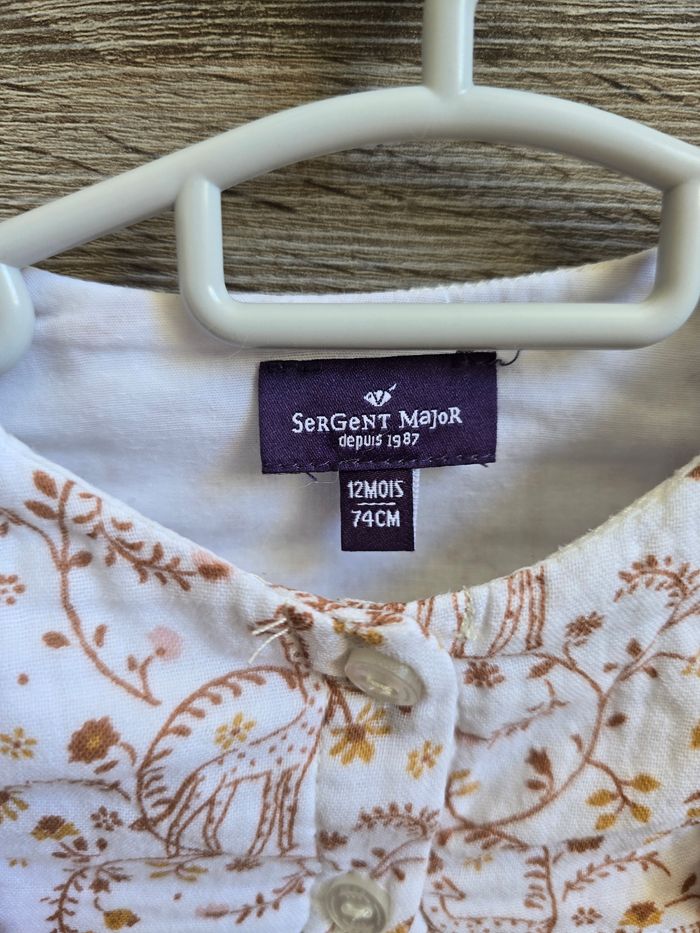 SerGent Major
depuis 1987
12MOIS
74CM